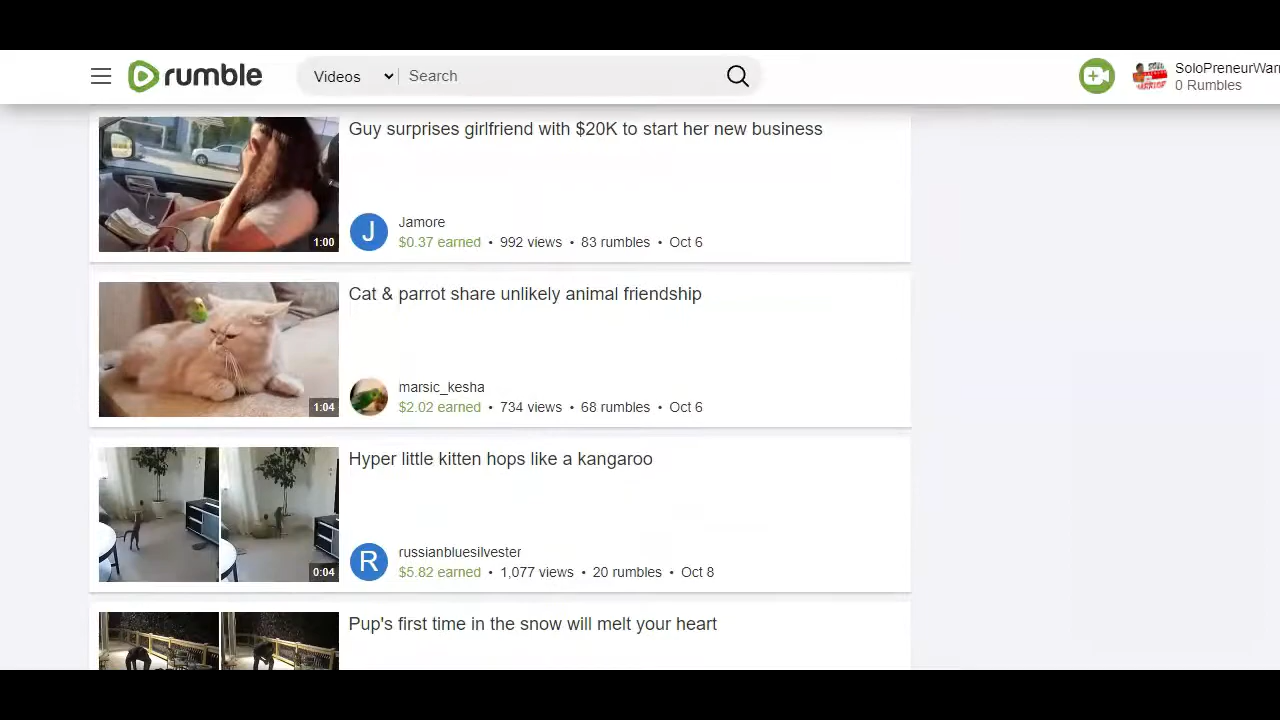 rumble
Videos
Search
SoloPreneurWarri
0 Rumbles
Guy surprises girlfriend with $20K to start her new business
J
Jamore
$0.37 earned • 992 views • 83 rumbles • Oct 6
1:00
Cat & parrot share unlikely animal friendship
marsic_kesha
$2.02 earned • 734 views • 68 rumbles • Oct 6
1:04
Hyper little kitten hops like a kangaroo
R
russianbluesilvester
$5.82 earned • 1,077 views • 20 rumbles • Oct 8
0:04
Pup's first time in the snow will melt your heart